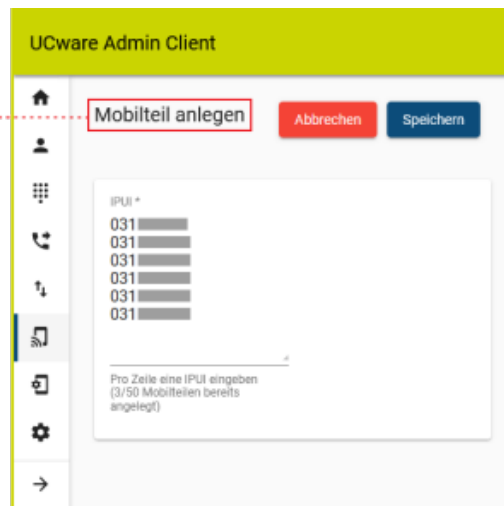 UCware Admin Client
Mobilteil anlegen
Abbrechen
Speichern
IPUI *
031
031
031
031
031
031
Pro Zeile eine IPUI eingeben
(3/50 Mobilteilen bereits
angelegt)